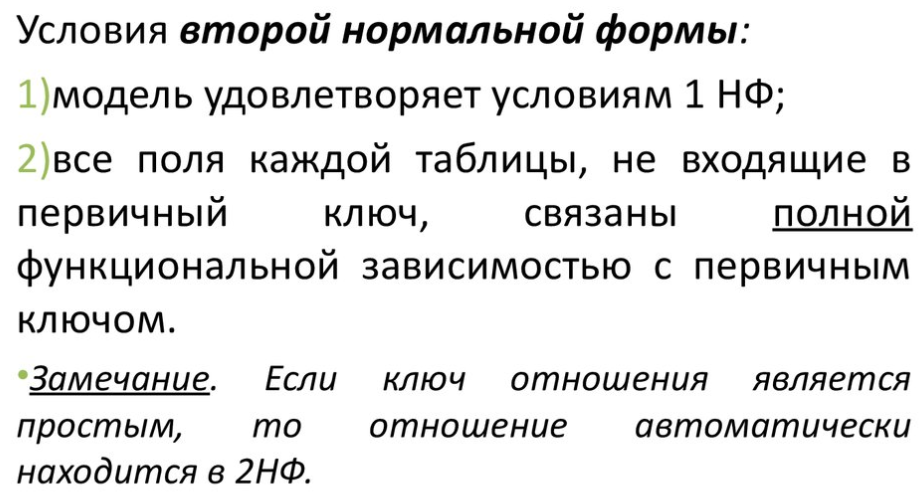 Условия второй нормальной формы:
1)модель удовлетворяет условиям 1 НФ;
2)все поля каждой таблицы, не входящие в
первичный ключ, связаны полной
функциональной зависимостью с первичным
ключом.
•Замечание. Если ключ отношения является
простым, то отношение автоматически
находится в 2НФ.